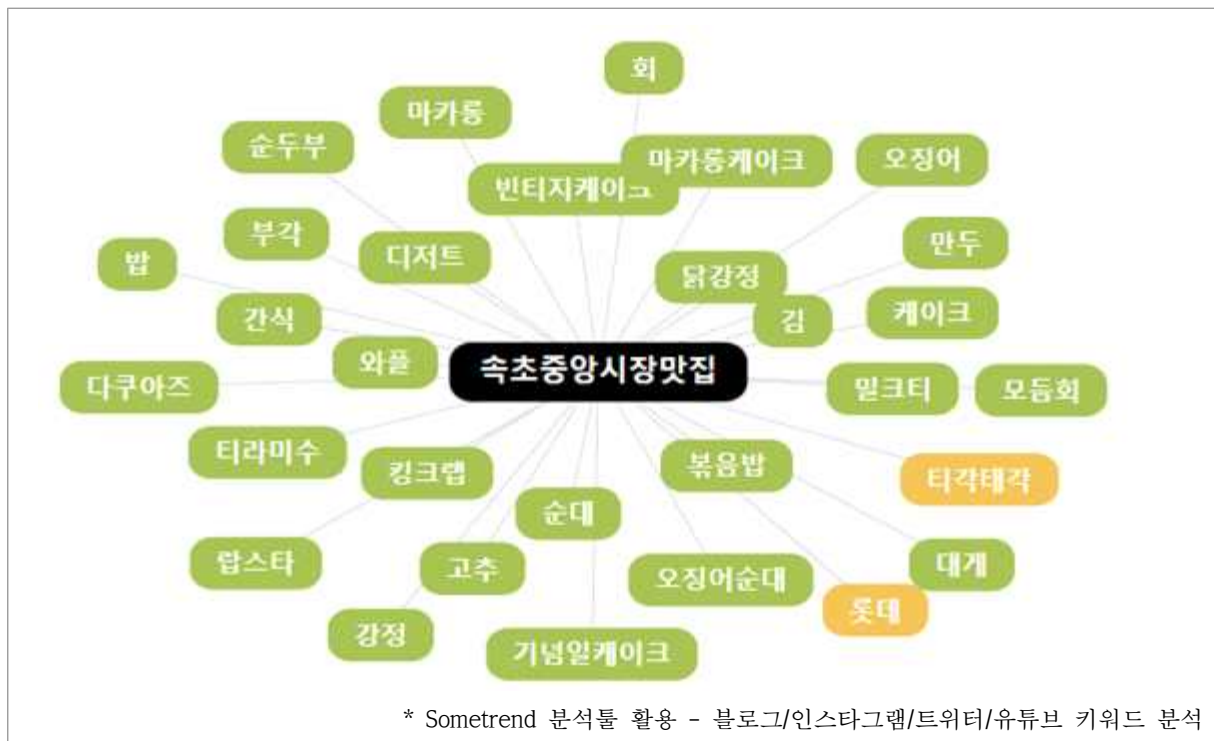 회
마카롱
순두부
마카롱케이크
오징어
빈티지케이크
부각
디저트
만두
밥
닭강정
간식
김
케이크
와플
속초중앙시장맛집
다쿠아즈
밀크티
모듬회
티라미수
킹크랩
볶음밥
티각태각
순대
랍스타
고추
오징어순대
대게
롯데
강정
기념일케이크
* Sometrend 분석툴 활용 - 블로그/인스타그램/트위터/유튜브 키워드 분석